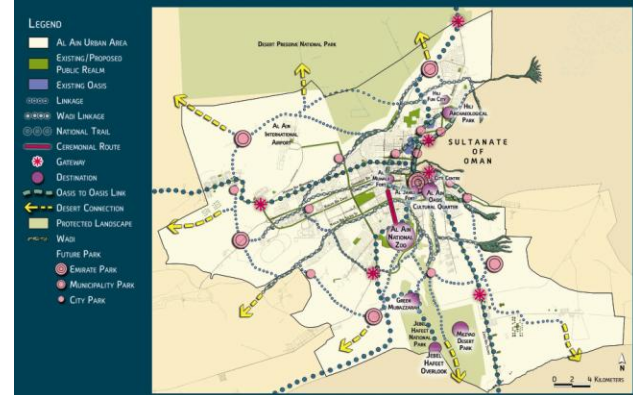 LEGEND
AL AIN URBAN AREA
EXISTING/PROPOSED
PUBLIC REALM
EXISTING OASIS
LINKAGE
WADI LINKAGE
NATIONAL TRAIL
CEREMONIAL ROUTE
GATEWAY
DESTINATION
OASIS TO OASIS LINK
DESERT CONNECTION
PROTECTED LANDSCAPE
WADI
FUTURE PARK
EMIRATE PARK
MUNICIPALITY PARK
CITY PARK
DESERT PRESERVE NATIONAL PARK
HILI
FUN CITY
HILI
ARCHAEOLOGICAL
PARK
AL AIN
INTERNATIONAL
AIRPORT
SULTANATE
OF
OMAN
CITY CENTRE
AL AIN
OASIS
CULTURAL QUARTER
AL AIN
NATIONAL
ZOO
GREEN
MUBAZZARAH
JEBEL
HAFEET
NATIONAL
PARK
MEZYAD
DESERT
PARK
JEBEL
HAFEET
OVERLOOK
N
0 2 4 KILOMETERS